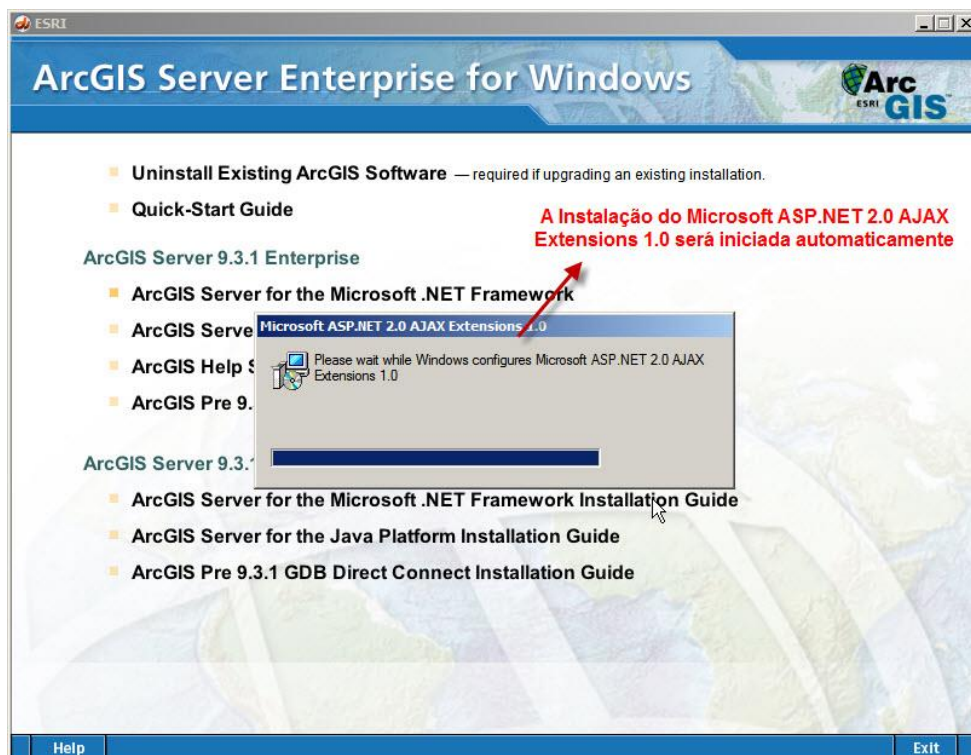 ESRI
ArcGIS Server Enterprise for Windows
Arc
ESRI GIS
Uninstall Existing ArcGIS Software — required if upgrading an existing installation.
Quick-Start Guide
A Instalação do Microsoft ASP.NET 2.0 AJAX
Extensions 1.0 será iniciada automaticamente
ArcGIS Server 9.3.1 Enterprise
ArcGIS Server for the Microsoft .NET Framework
ArcGIS Serve
ArcGIS Help S
ArcGIS Pre 9.
Microsoft ASP.NET 2.0 AJAX Extensions 1.0
Please wait while Windows configures Microsoft ASP.NET 2.0 AJAX
Extensions 1.0
ArcGIS Server 9.3.1
ArcGIS Server for the Microsoft .NET Framework Installation Guide
ArcGIS Server for the Java Platform Installation Guide
ArcGIS Pre 9.3.1 GDB Direct Connect Installation Guide
Help
Exit